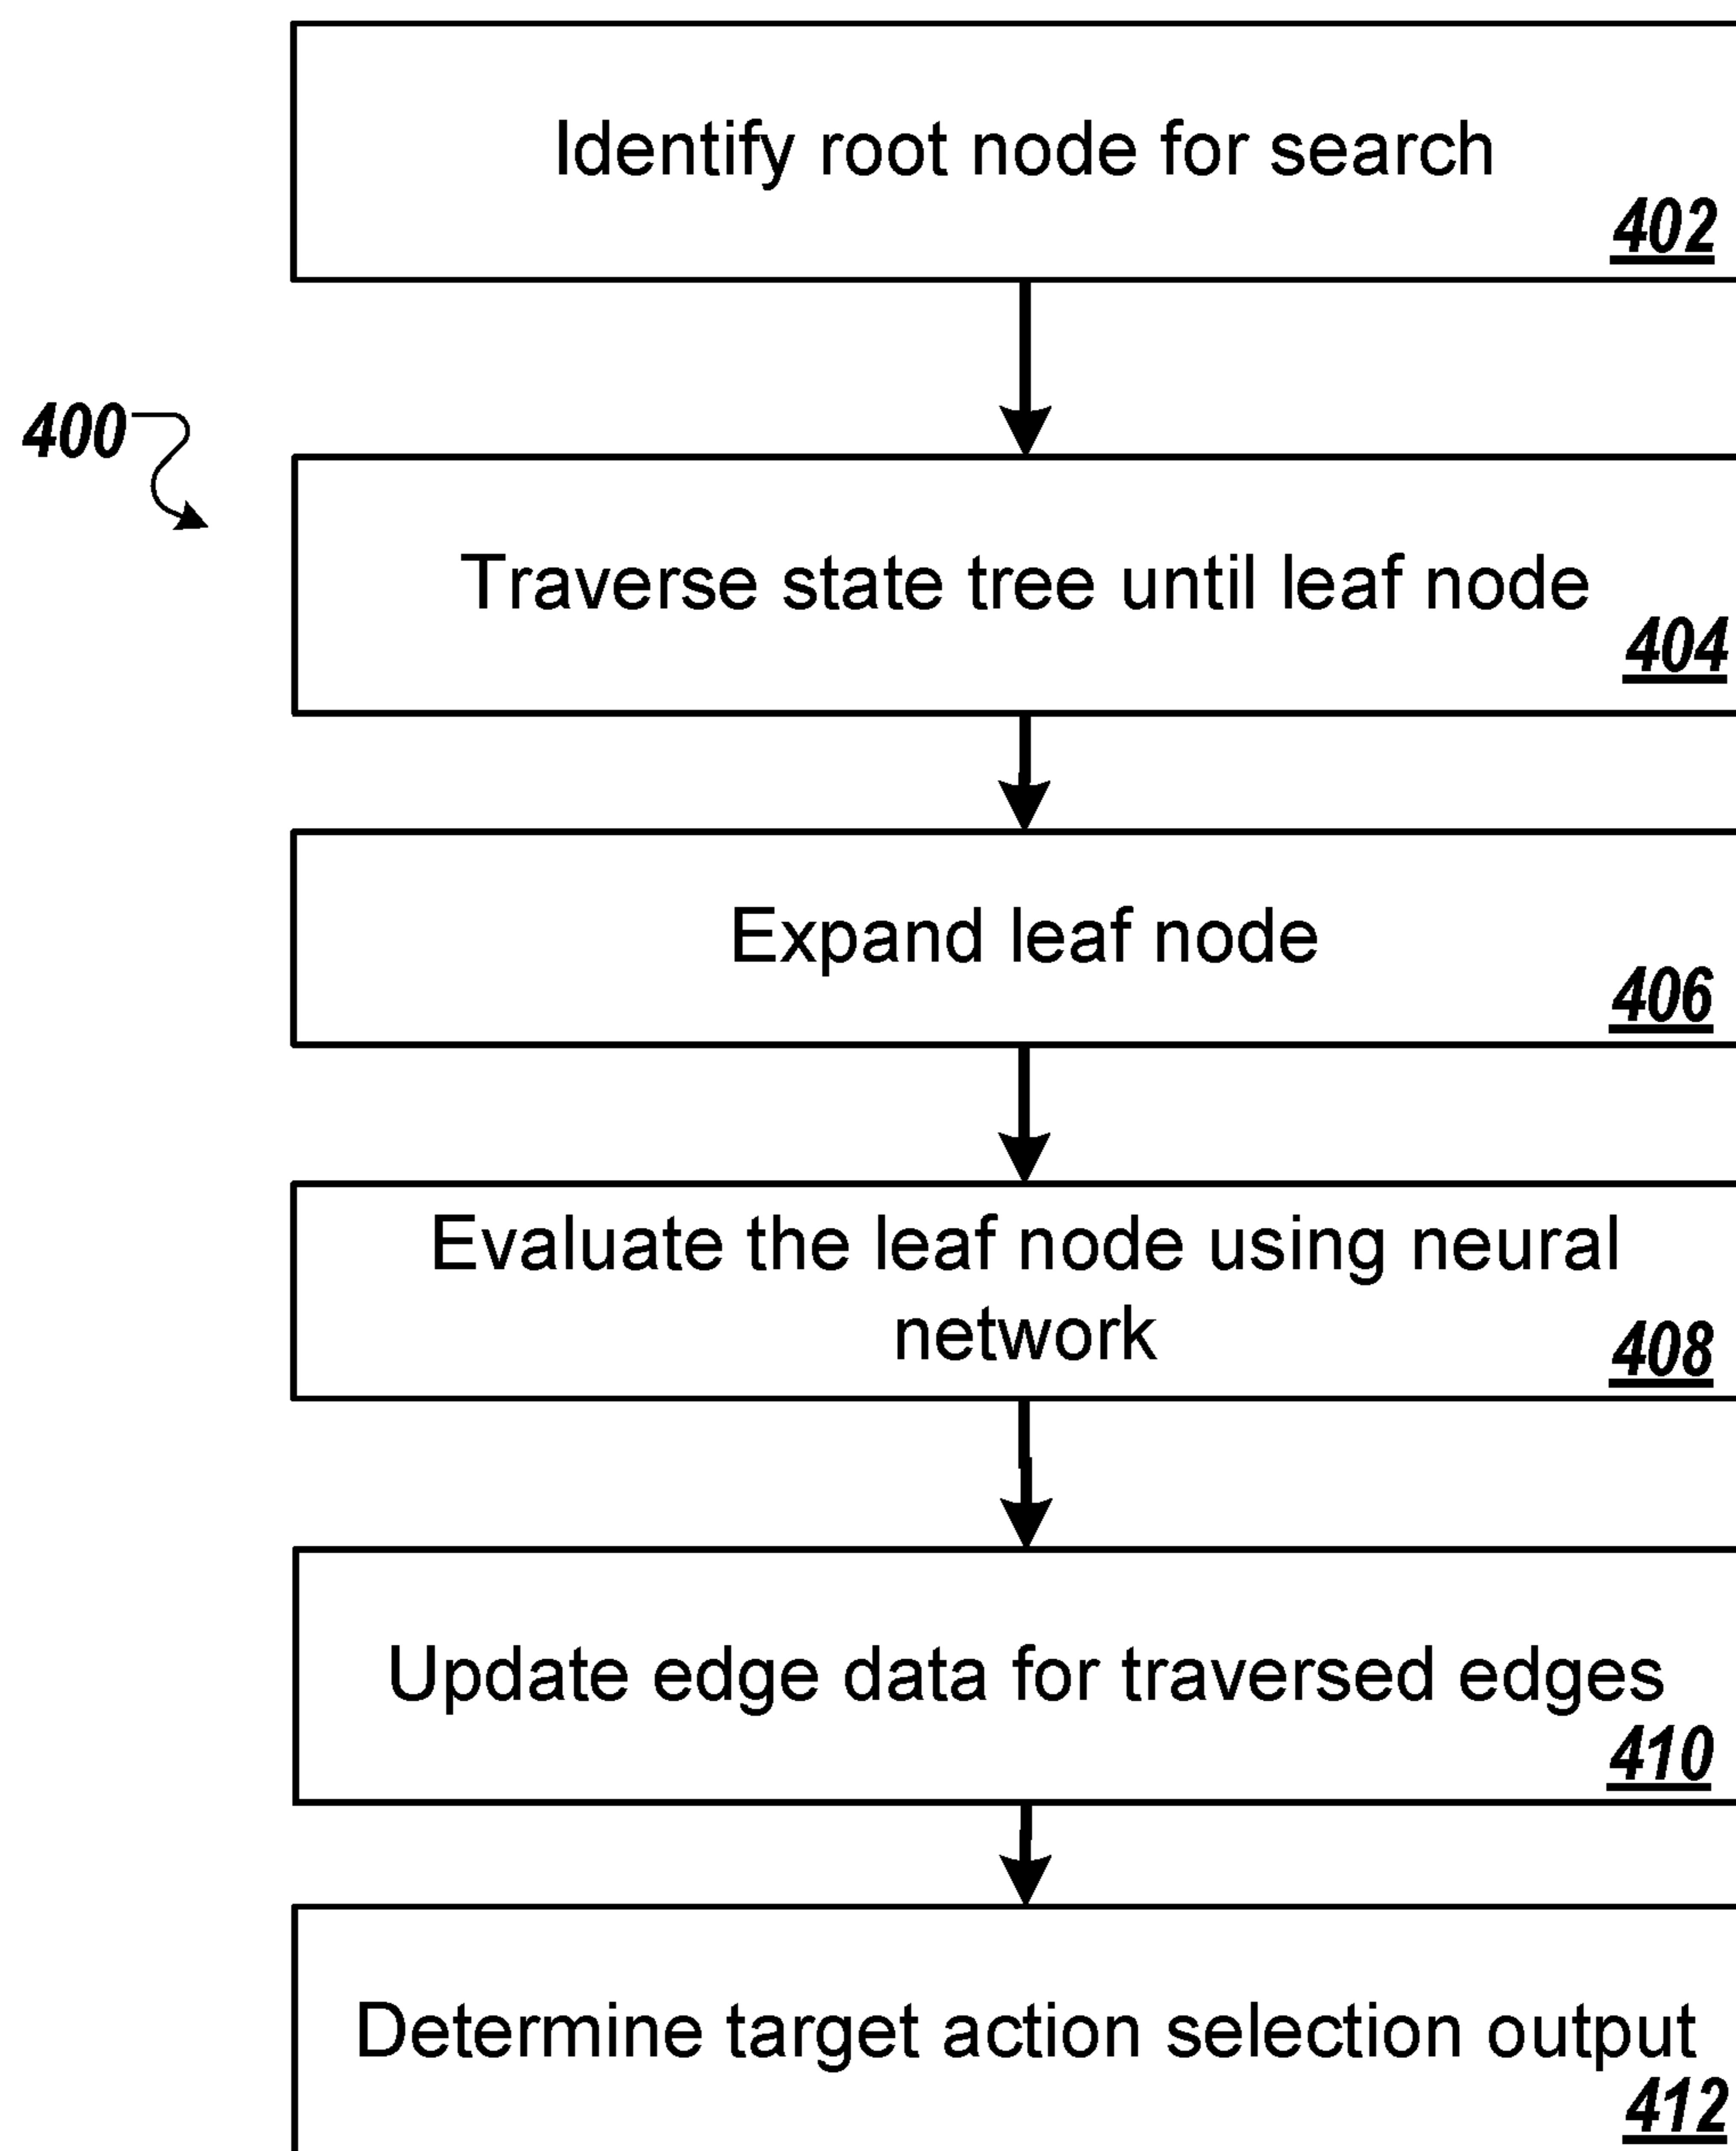 Identify root node for search
402
400
Traverse state tree until leaf node
404
Expand leaf node
406
Evaluate the leaf node using neural
network
408
Update edge data for traversed edges
410
Determine target action selection output
412